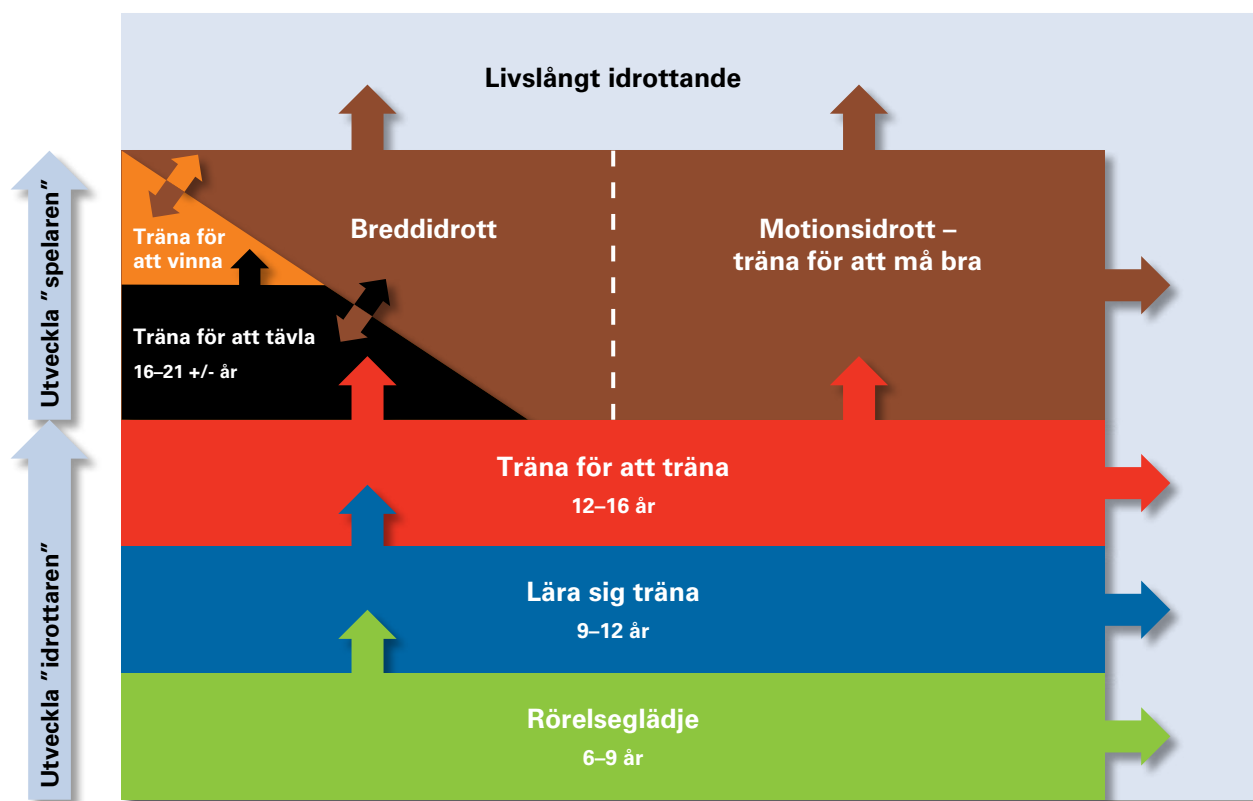 Livslångt idrottande
Utveckla "spelaren"
Träna för
att vinna
Breddidrott
Motionsidrott –
träna för att må bra
Träna för att tävla
16–21 +/- år
Utveckla "idrottaren"
Träna för att träna
12–16 år
Lära sig träna
9–12 år
Rörelseglädje
6–9 år